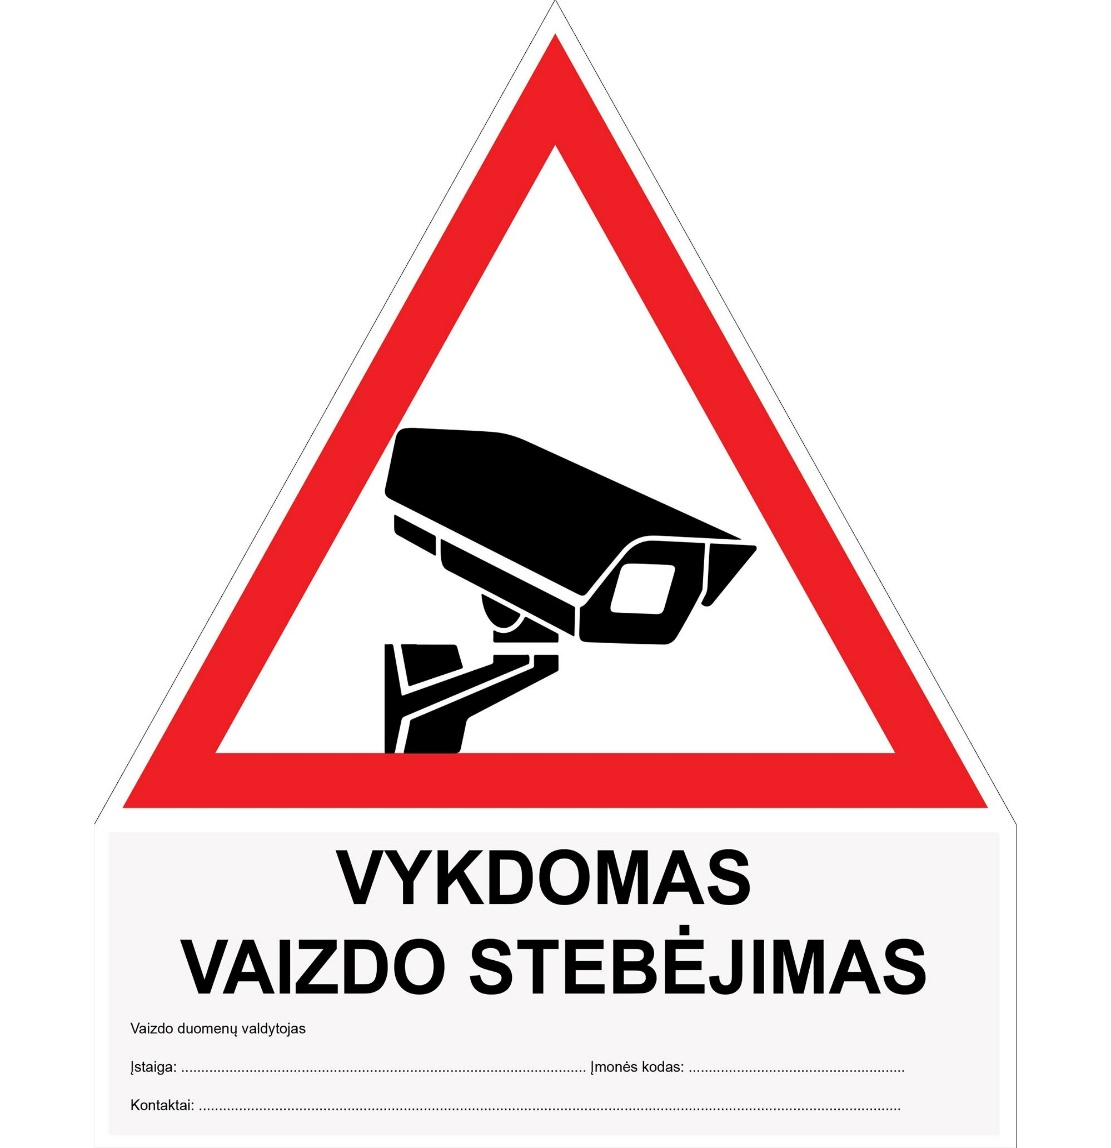 VYKDOMAS
VAIZDO STEBĖJIMAS
Vaizdo duomenų valdytojas
Įstaiga: ..................................................................................................... Įmonės kodas: ......................................................
Kontaktai: ...............................................................................................................................................................................